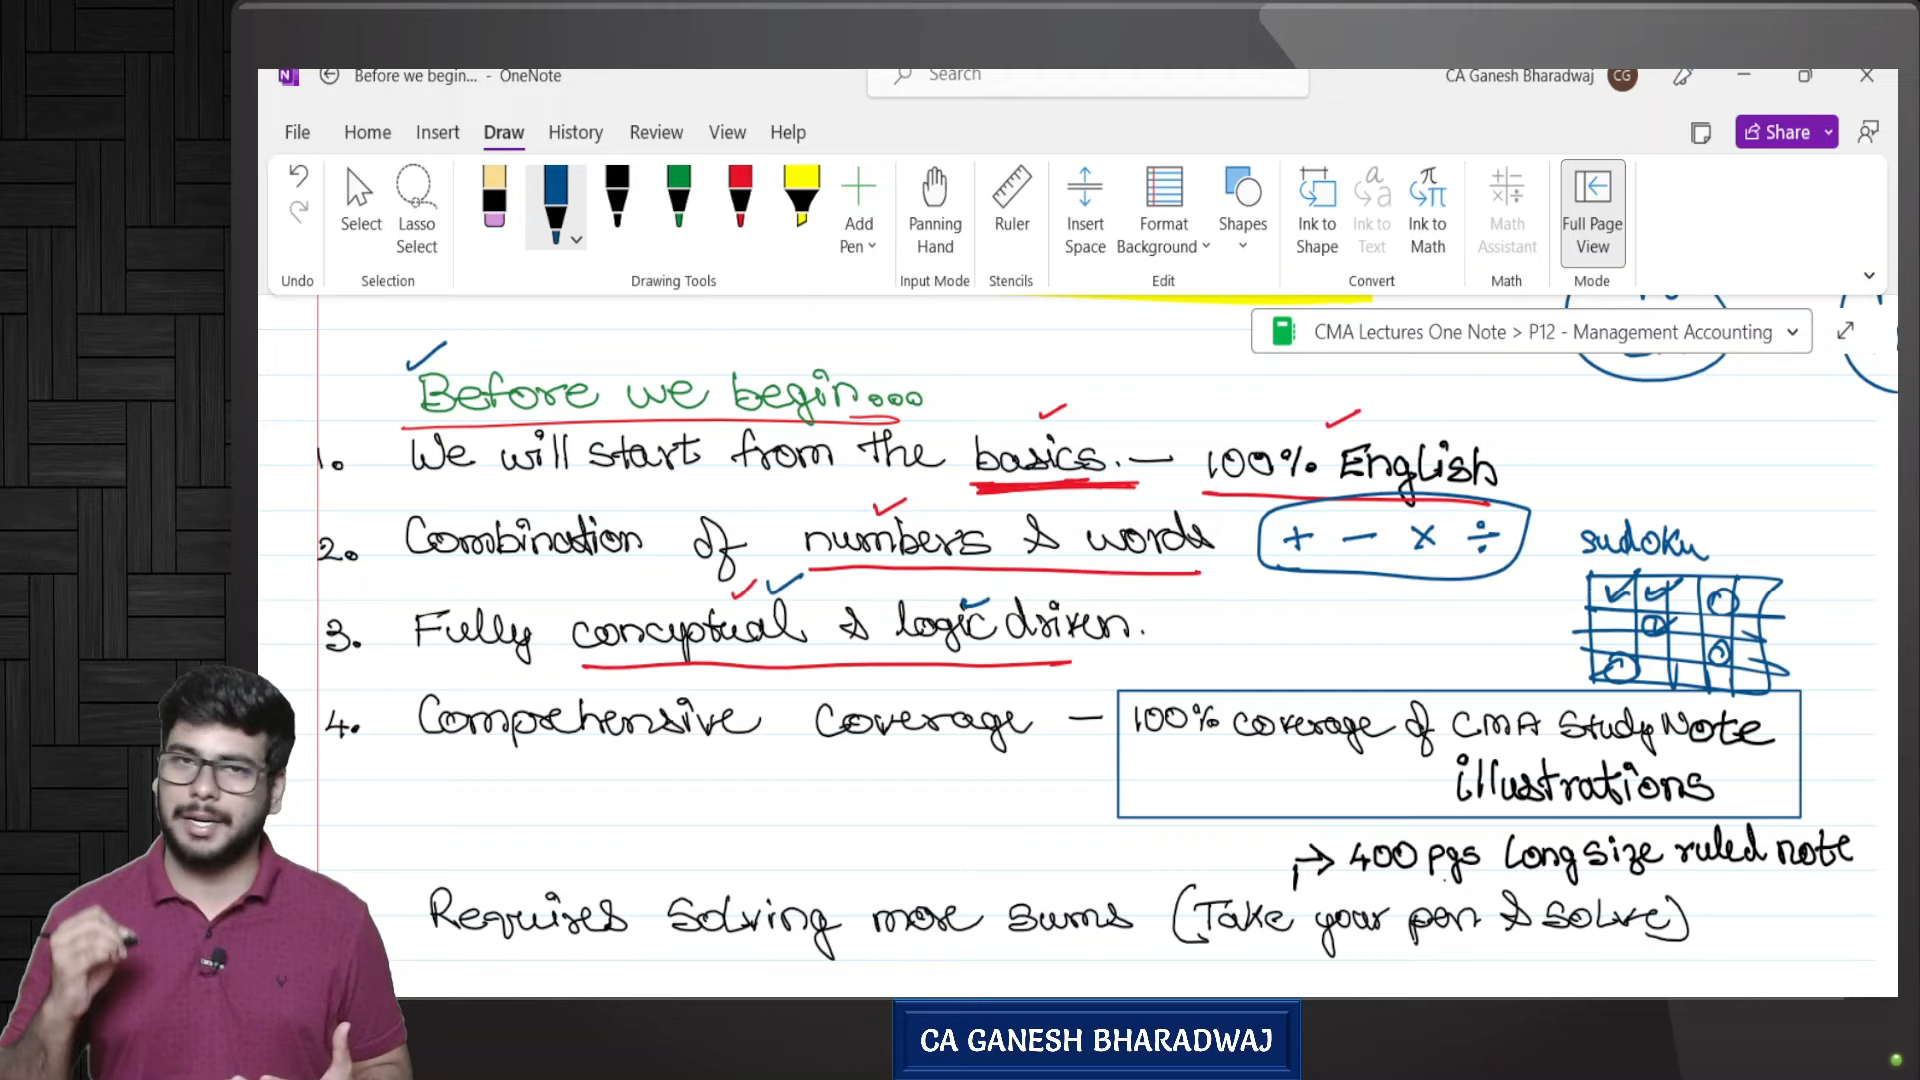 Before we begin... - OneNote
Search
CA Ganesh Bharadwaj CG
File Home Insert Draw History Review View Help
Share
Undo
Select
Lasso Select
Selection
Drawing Tools
Add Pen
Panning Hand
Input Mode
Ruler
Stencils
Insert Space
Format Background
Shapes
Edit
Ink to Shape
Ink to Text
Ink to Math
Convert
Math Assistant
Math
Full Page View
Mode
CMA Lectures One Note > P12 - Management Accounting
Before we begin...
1. We will start from the basics. — 100% English
2. Combination of numbers & words + − × ÷
sudoku
3. Fully conceptual & logic driven.
4. Comprehensive Coverage — 100% coverage of CMA Study Note
illustrations
→ 400 pgs long size ruled note
Requires solving more sums (Take your pen & solve)
CA GANESH BHARADWAJ